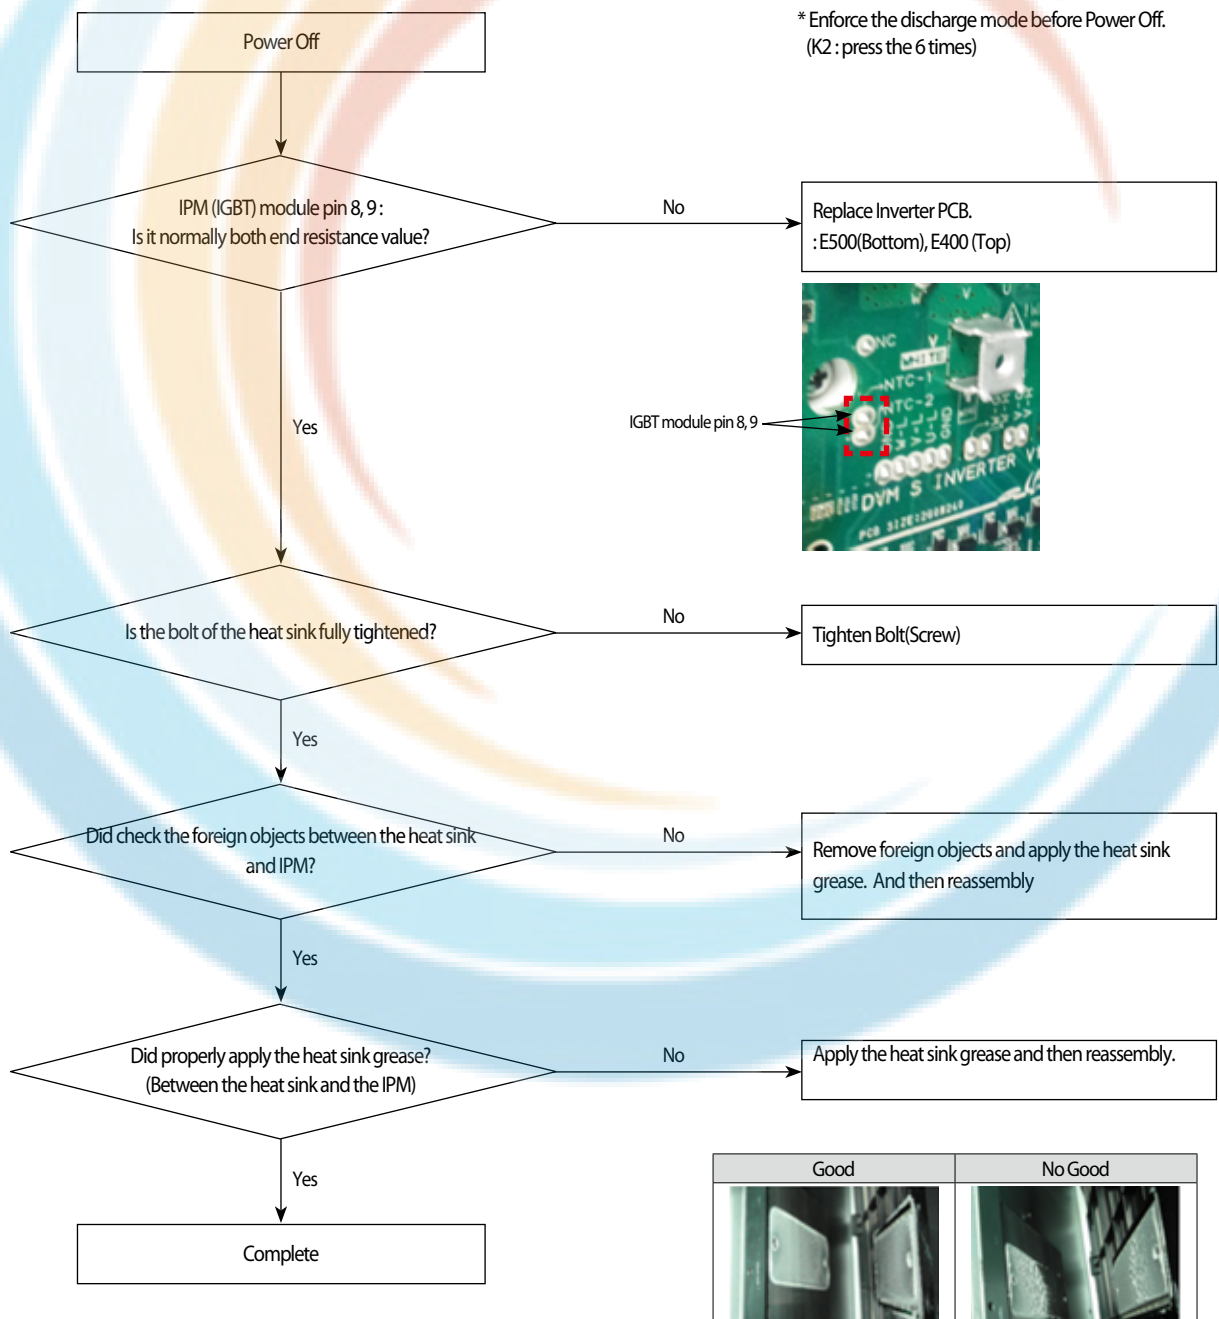 Power Off
* Enforce the discharge mode before Power Off.
(K2 : press the 6 times)
IPM (IGBT) module pin 8, 9 :
Is it normally both end resistance value?
No
Replace Inverter PCB.
: E500(Bottom), E400 (Top)
NC
V
WHITE
NTC-1
NTC-2
W-L
V-L
U-L
GND
DVM S INVERTER
IGBT module pin 8, 9
Yes
Is the bolt of the heat sink fully tightened?
No
Tighten Bolt(Screw)
Yes
Did check the foreign objects between the heat sink
and IPM?
No
Remove foreign objects and apply the heat sink
grease. And then reassembly
Yes
Did properly apply the heat sink grease?
(Between the heat sink and the IPM)
No
Apply the heat sink grease and then reassembly.
Yes
Complete
Good
No Good